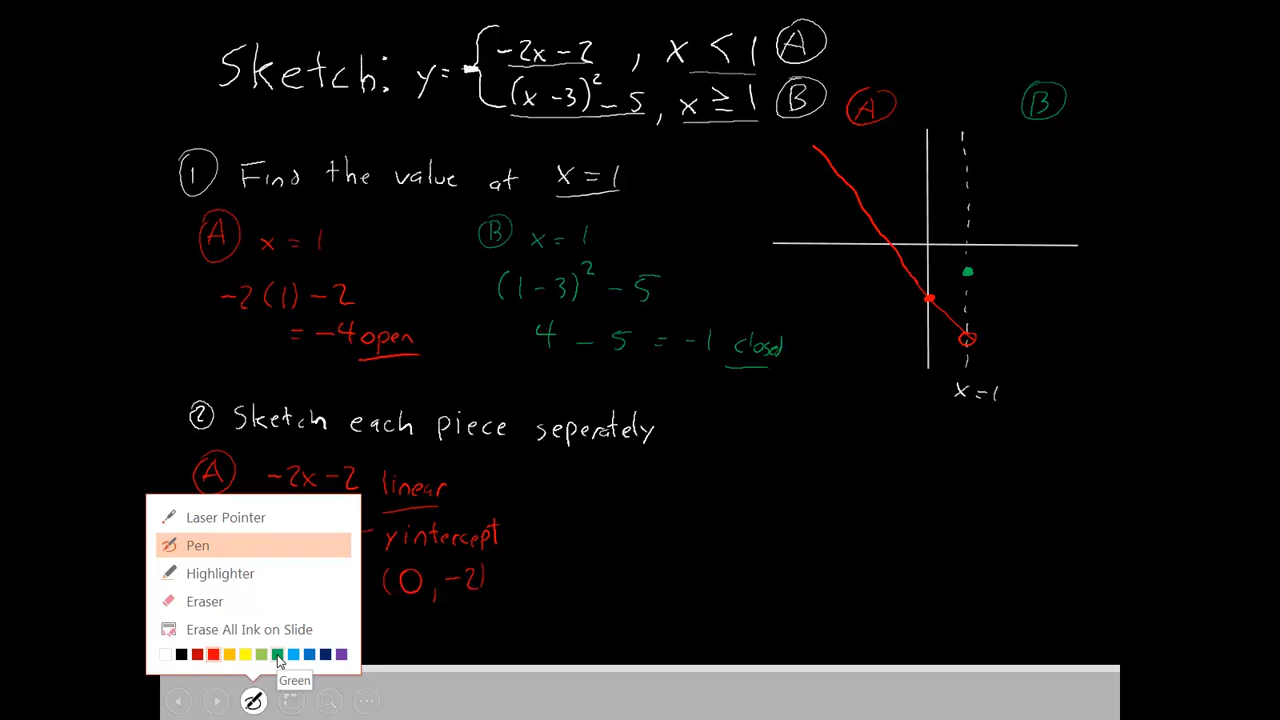 Sketch: y = { -2x - 2 , x < 1 Ⓐ
(x - 3)² - 5 , x ≥ 1 Ⓑ
Ⓐ Ⓑ
① Find the value at x = 1
Ⓐ x = 1
-2(1) - 2
= -4 open
Ⓑ x = 1
(1 - 3)² - 5
4 - 5 = -1 closed
x = 1
② Sketch each piece seperately
Ⓐ -2x - 2 linear
y intercept
(0, -2)
Laser Pointer
Pen
Highlighter
Eraser
Erase All Ink on Slide
Green